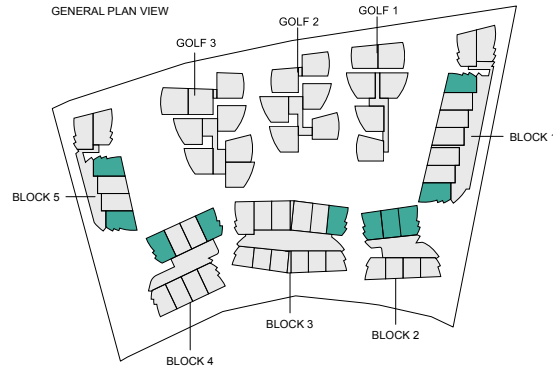 GENERAL PLAN VIEW
GOLF 1
GOLF 2
GOLF 3
BLOCK 1
BLOCK 5
BLOCK 3
BLOCK 2
BLOCK 4